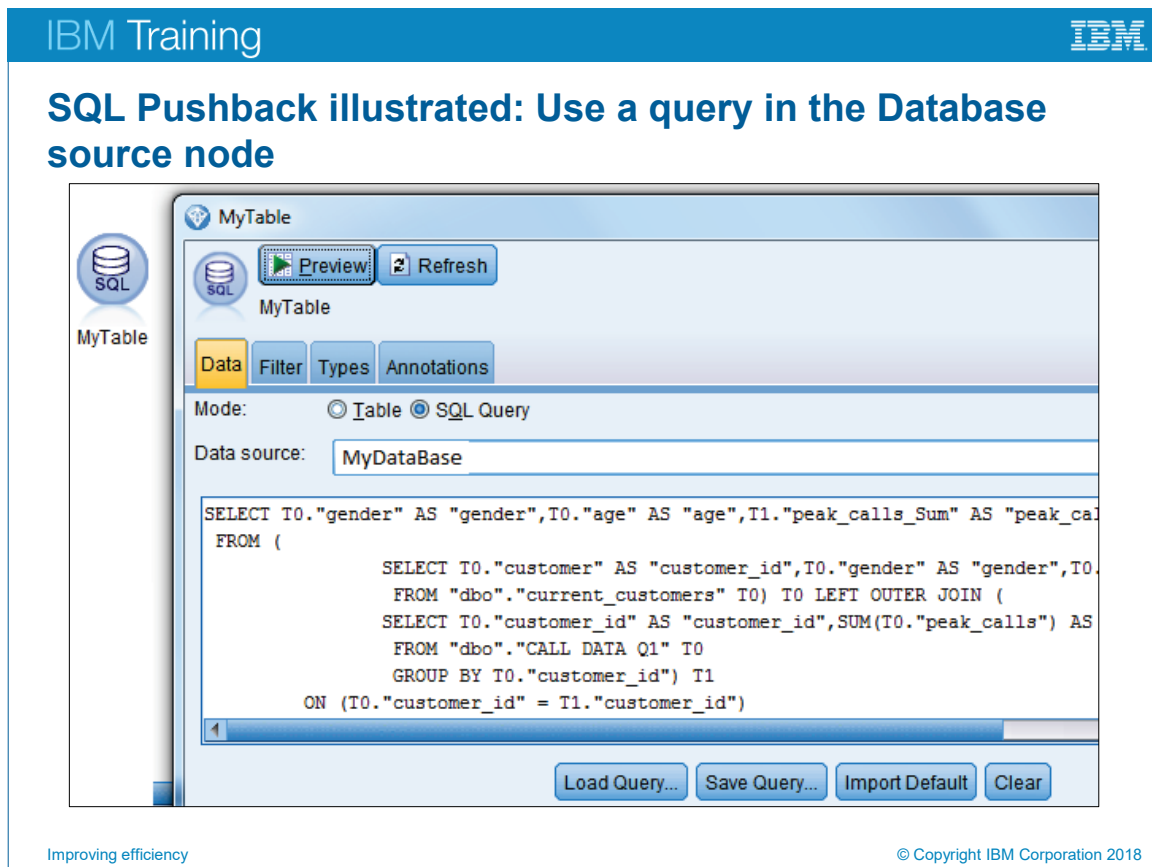 IBM Training
IBM
SQL Pushback illustrated: Use a query in the Database
source node
SQL
MyTable
MyTable
SQL
Preview
Refresh
MyTable
Data Filter Types Annotations
Mode: Table SQL Query
Data source: MyDataBase
SELECT T0."gender" AS "gender",T0."age" AS "age",T1."peak_calls_Sum" AS
FROM (
SELECT T0."customer" AS "customer_id",T0."gender" AS "gender",T0.
FROM "dbo"."current_customers" T0) T0 LEFT OUTER JOIN (
SELECT T0."customer_id" AS "customer_id",SUM(T0."peak_calls") AS
FROM "dbo"."CALL DATA Q1" T0
GROUP BY T0."customer_id") T1
ON (T0."customer_id" = T1."customer_id")
Load Query... Save Query... Import Default Clear
Improving efficiency © Copyright IBM Corporation 2018